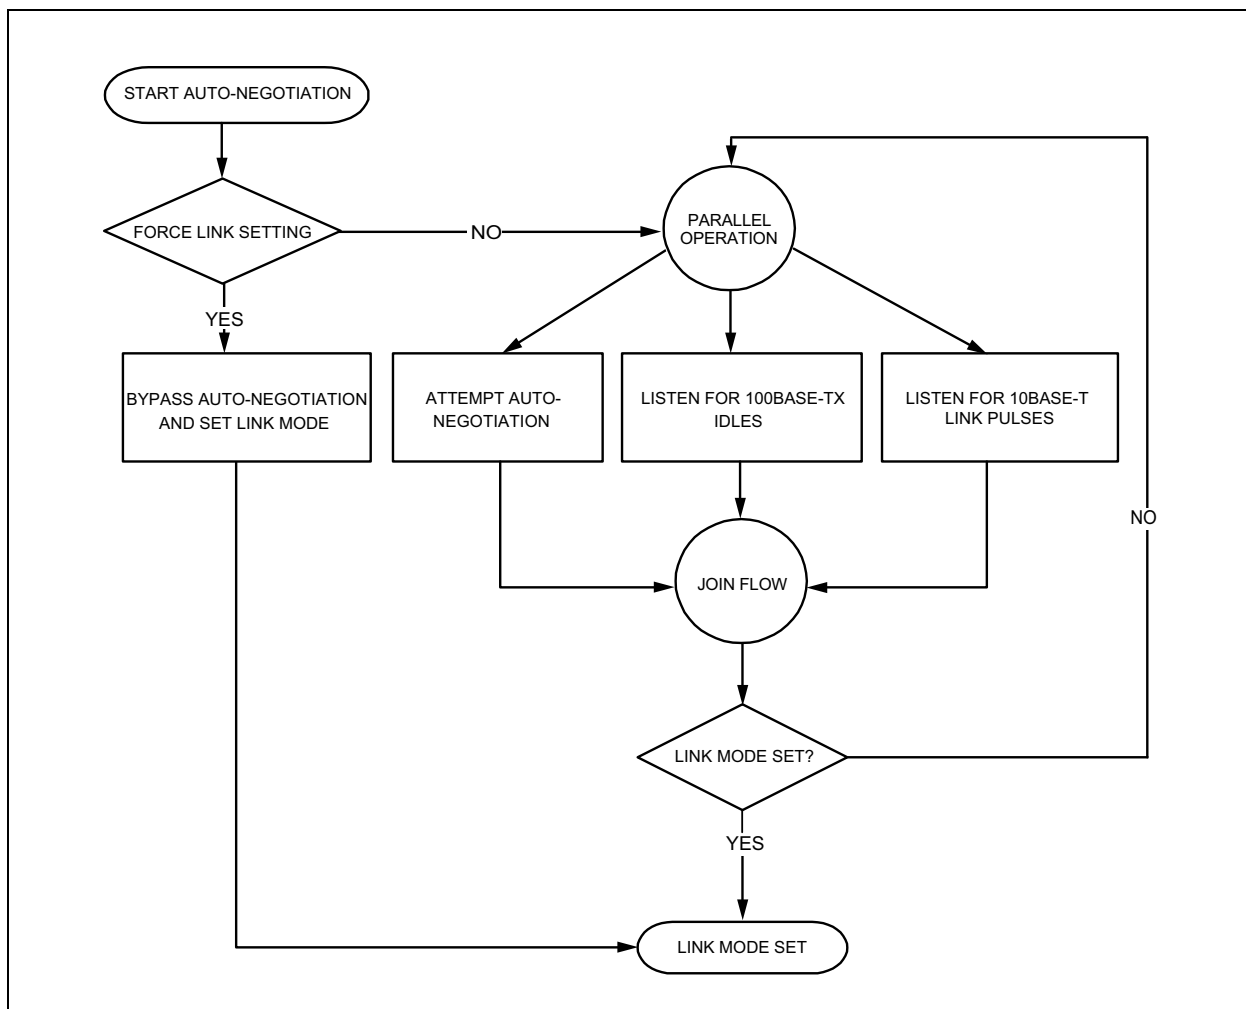 START AUTO-NEGOTIATION
FORCE LINK SETTING
NO
PARALLEL
OPERATION
YES
BYPASS AUTO-NEGOTIATION
AND SET LINK MODE
ATTEMPT AUTO-
NEGOTIATION
LISTEN FOR 100BASE-TX
IDLES
LISTEN FOR 10BASE-T
LINK PULSES
NO
JOIN FLOW
LINK MODE SET?
YES
LINK MODE SET